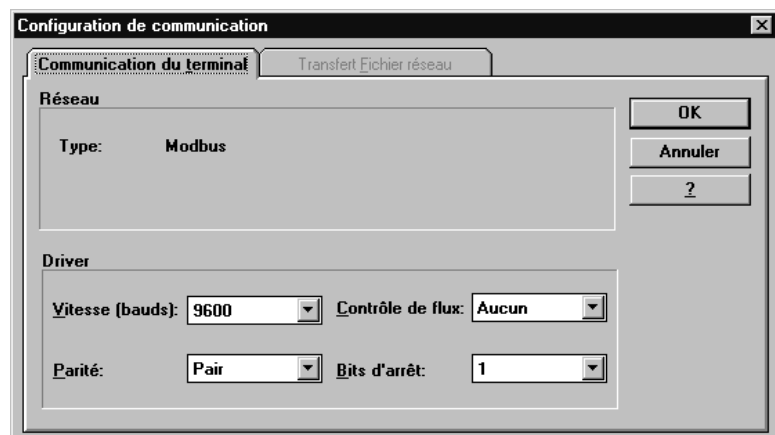 Configuration de communication
Communication du terminal
Transfert Fichier réseau
Réseau
OK
Type: Modbus
Annuler
?
Driver
Vitesse (bauds): 9600 Contrôle de flux: Aucun
Parité: Pair Bits d'arrêt: 1